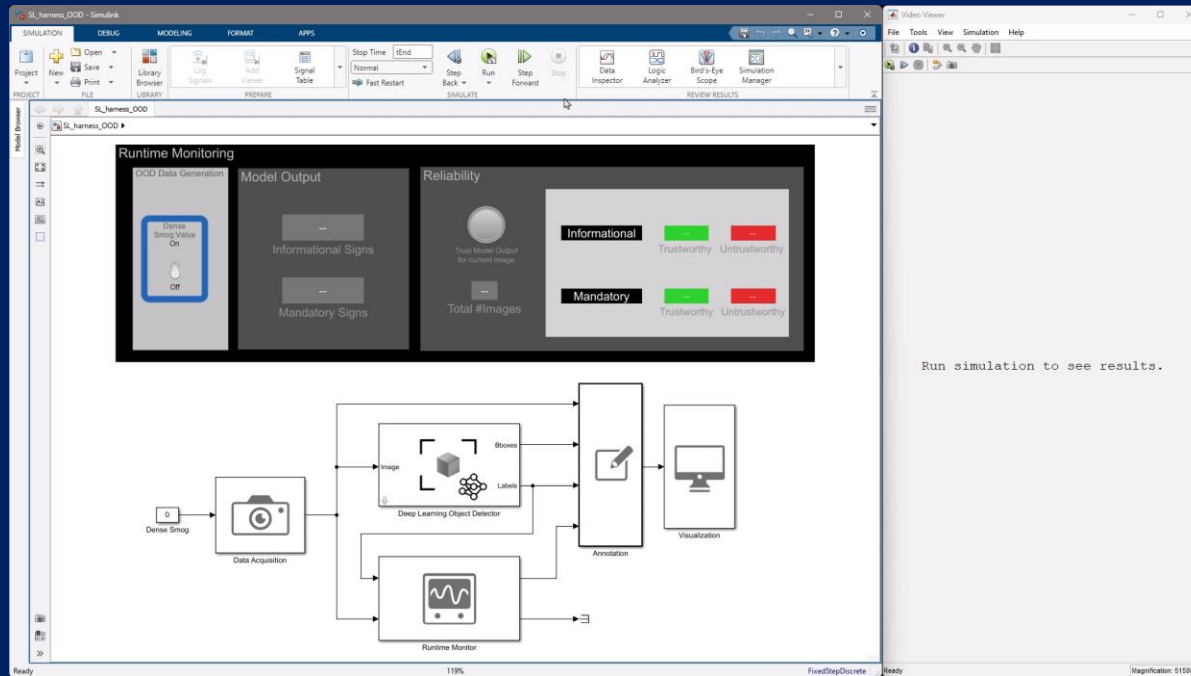 SL_harness_OOD - Simulink
SIMULATION DEBUG MODELING FORMAT APPS
Project New Open Save Print Library Browser Log Signals Add Viewer Signal Table Stop Time tEnd Normal Fast Restart Step Back Run Step Forward Stop Data Inspector Logic Analyzer Bird's-Eye Scope Simulation Manager
PROJECT FILE LIBRARY PREPARE SIMULATE REVIEW RESULTS
SL_harness_OOD
SL_harness_OOD
Model Browser
Runtime Monitoring
OOD Data Generation
Dense
Smog:Value
On
Off
Model Output
--
Informational Signs
--
Mandatory Signs
Reliability
Trust Model Output
for current image
--
Total #Images
Informational -- --
Trustworthy Untrustworthy
Mandatory -- --
Trustworthy Untrustworthy
0
Dense Smog
Data Acquisition
Image
Bboxes
Labels
Deep Learning Object Detector
Runtime Monitor
Annotation
Visualization
Ready 119% FixedStepDiscrete
Video Viewer
File Tools View Simulation Help
Run simulation to see results.
Ready